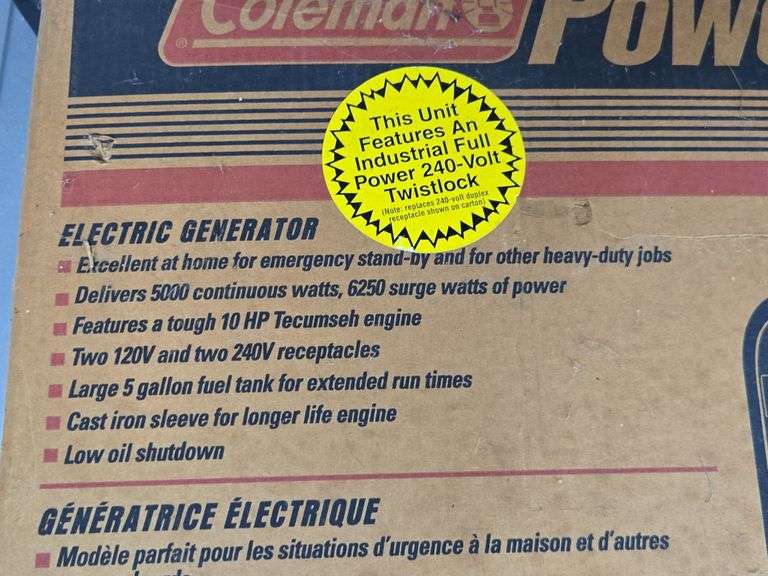 Coleman
®
POW
This Unit
Features An
Industrial Full
Power 240-Volt
Twistlock
(Note: replaces 240-volt duplex
receptacle shown on carton)
ELECTRIC GENERATOR
Excellent at home for emergency stand-by and for other heavy-duty jobs
Delivers 5000 continuous watts, 6250 surge watts of power
Features a tough 10 HP Tecumseh engine
Two 120V and two 240V receptacles
Large 5 gallon fuel tank for extended run times
Cast iron sleeve for longer life engine
Low oil shutdown
GÉNÉRATRICE ÉLECTRIQUE
Modèle parfait pour les situations d'urgence à la maison et d'autres